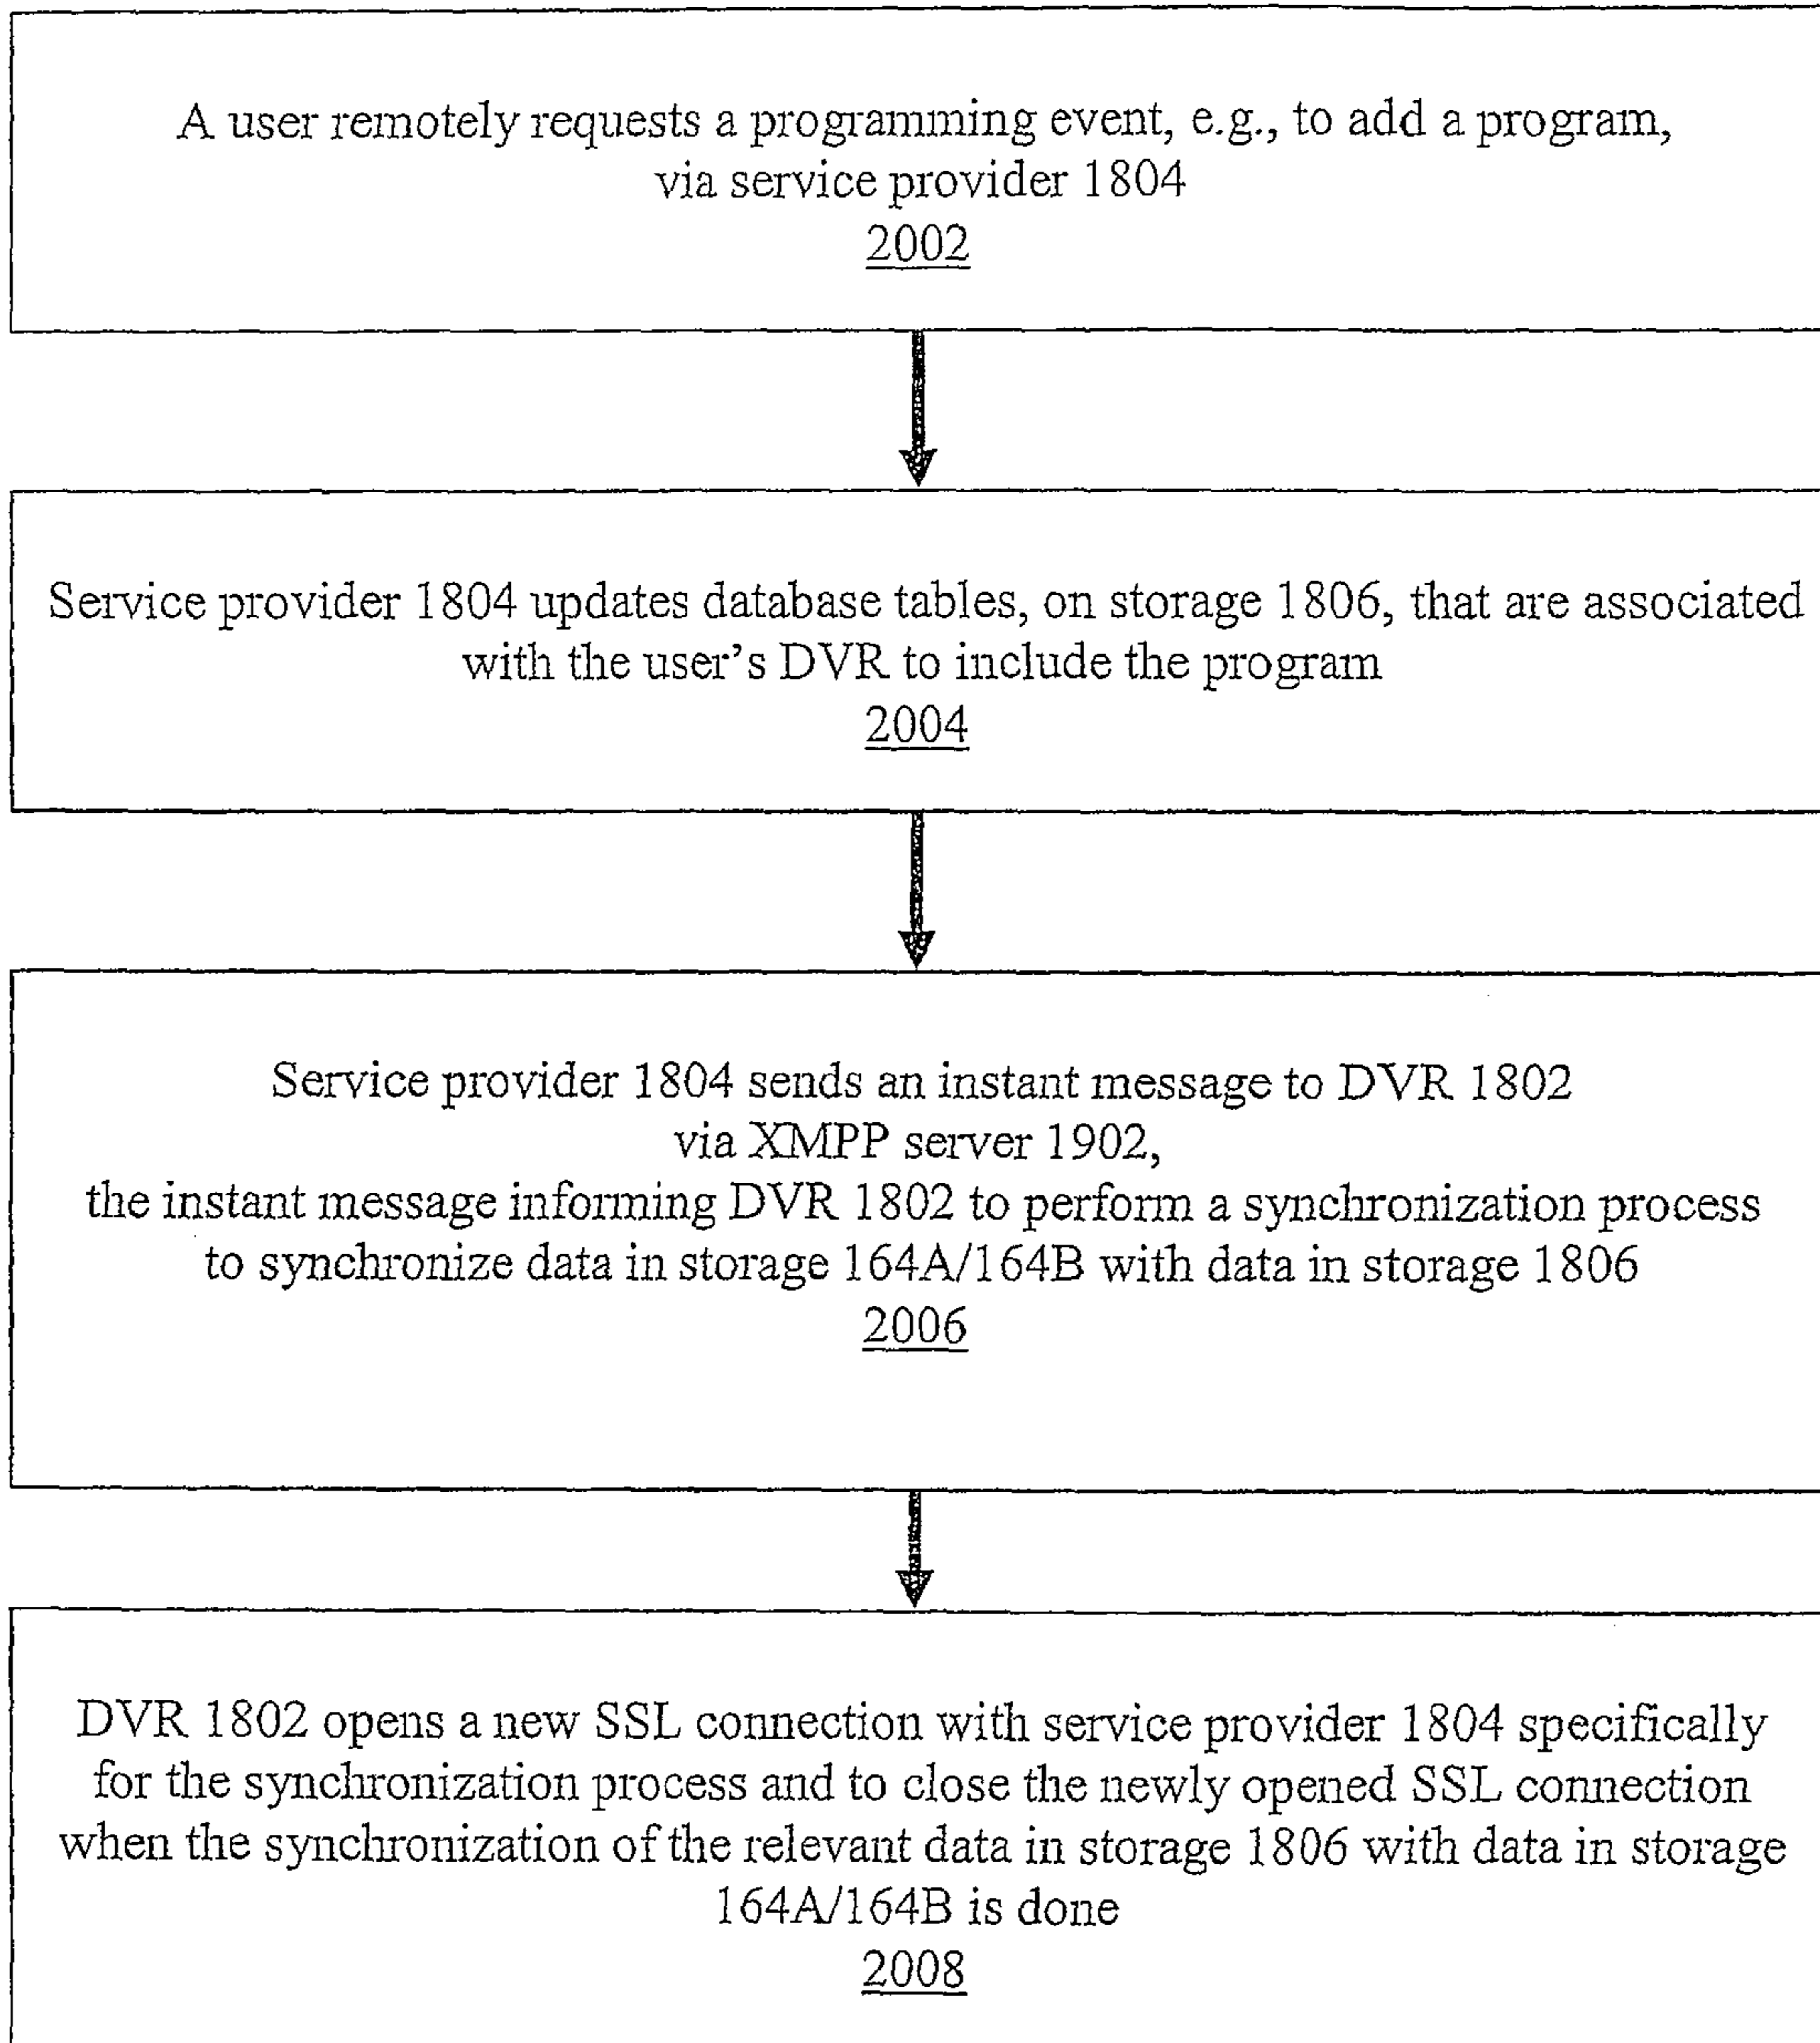 A user remotely requests a programming event, e.g., to add a program,
via service provider 1804
2002
Service provider 1804 updates database tables, on storage 1806, that are associated
with the user's DVR to include the program
2004
Service provider 1804 sends an instant message to DVR 1802
via XMPP server 1902,
the instant message informing DVR 1802 to perform a synchronization process
to synchronize data in storage 164A/164B with data in storage 1806
2006
DVR 1802 opens a new SSL connection with service provider 1804 specifically
for the synchronization process and to close the newly opened SSL connection
when the synchronization of the relevant data in storage 1806 with data in storage
164A/164B is done
2008